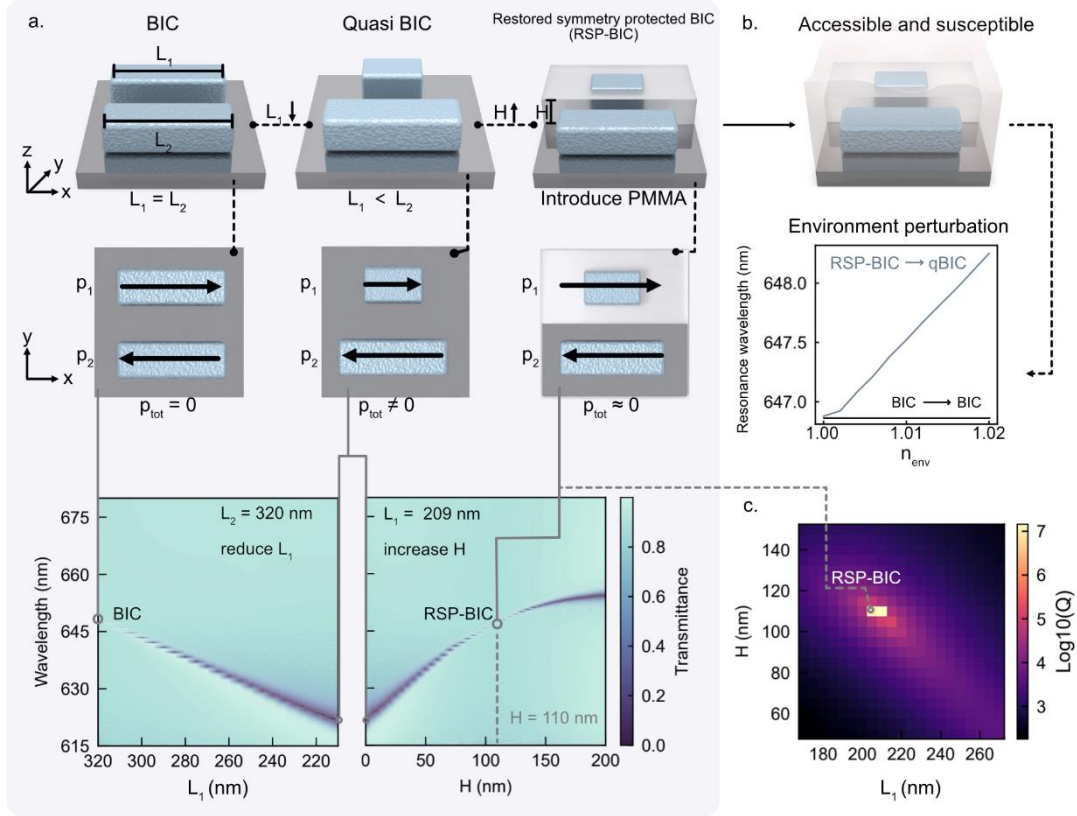 a.
BIC
Quasi BIC
Restored symmetry protected BIC
(RSP-BIC)
b.
Accessible and susceptible
L₁
L₂
L₁ ↓
H ↑
H
z
y
x
L₁ = L₂
L₁ < L₂
Introduce PMMA
Environment perturbation
p₁
p₂
p₁
p₂
p₁
p₂
y
x
pₜₒₜ = 0
pₜₒₜ ≠ 0
pₜₒₜ ≈ 0
Resonance wavelength (nm)
648.0
647.5
647.0
RSP-BIC → qBIC
BIC → BIC
1.00
1.01
1.02
n_env
Wavelength (nm)
675
660
645
630
615
L₂ = 320 nm
reduce L₁
BIC
320
300
280
260
240
220
L₁ (nm)
L₁ = 209 nm
increase H
RSP-BIC
H = 110 nm
0
50
100
150
200
H (nm)
0.8
0.6
0.4
0.2
0.0
Transmittance
c.
H (nm)
140
120
100
80
60
RSP-BIC
180
200
220
240
260
L₁ (nm)
7
6
5
4
3
Log10(Q)